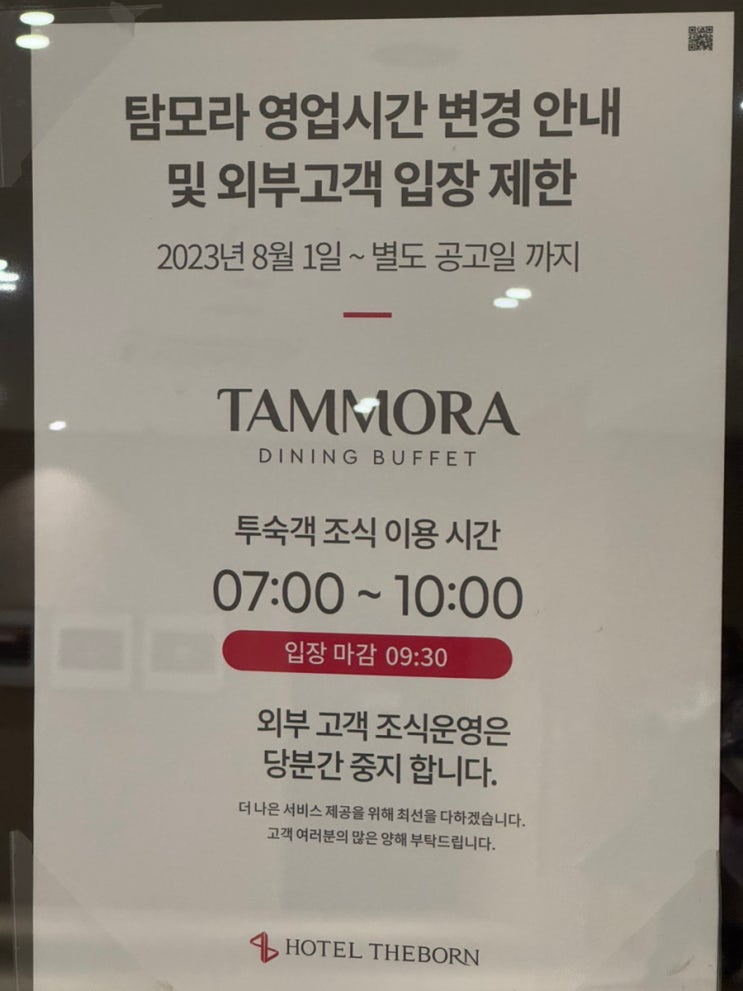 탐모라 영업시간 변경 안내
및 외부고객 입장 제한
2023년 8월 1일 ~ 별도 공고일 까지
TAMMORA
DINING BUFFET
투숙객 조식 이용 시간
07:00 ~ 10:00
입장 마감 09:30
외부 고객 조식운영은
당분간 중지 합니다.
더 나은 서비스 제공을 위해 최선을 다하겠습니다.
고객 여러분의 많은 양해 부탁드립니다.
HOTEL THEBORN